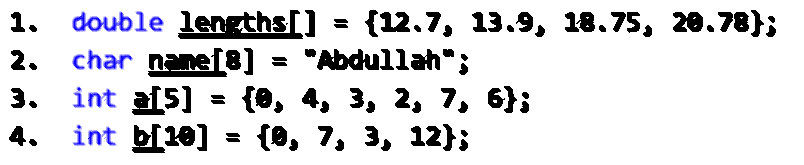 1. double lengths[] = {12.7, 13.9, 18.75, 20.78};
2. char name[8] = "Abdullah";
3. int a[5] = {0, 4, 3, 2, 7, 6};
4. int b[10] = {0, 7, 3, 12};